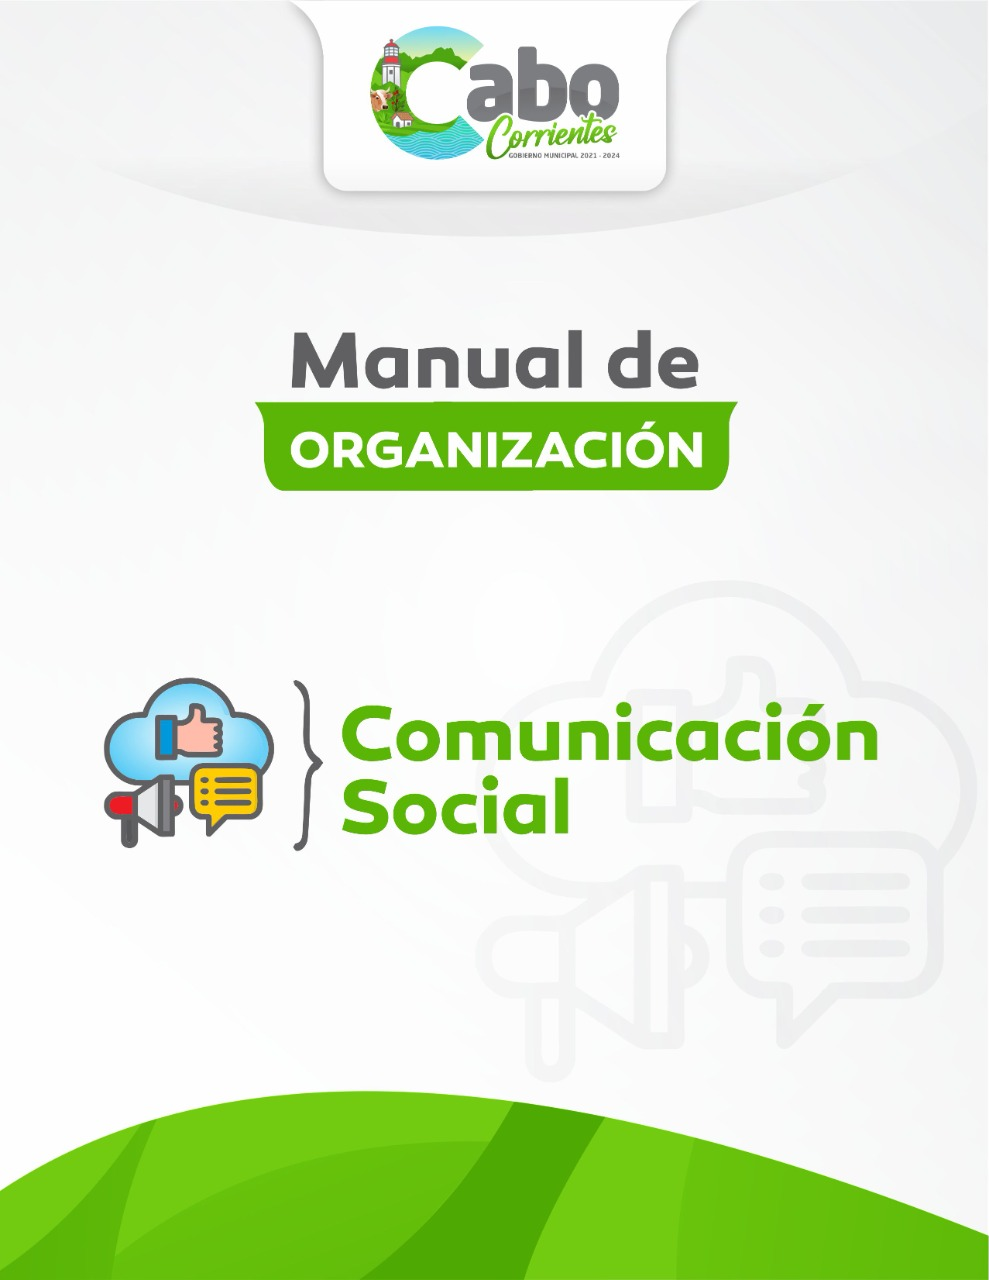 Cabo
Corrientes
GOBIERNO MUNICIPAL 2021 - 2024
Manual de
ORGANIZACIÓN
Comunicación
Social